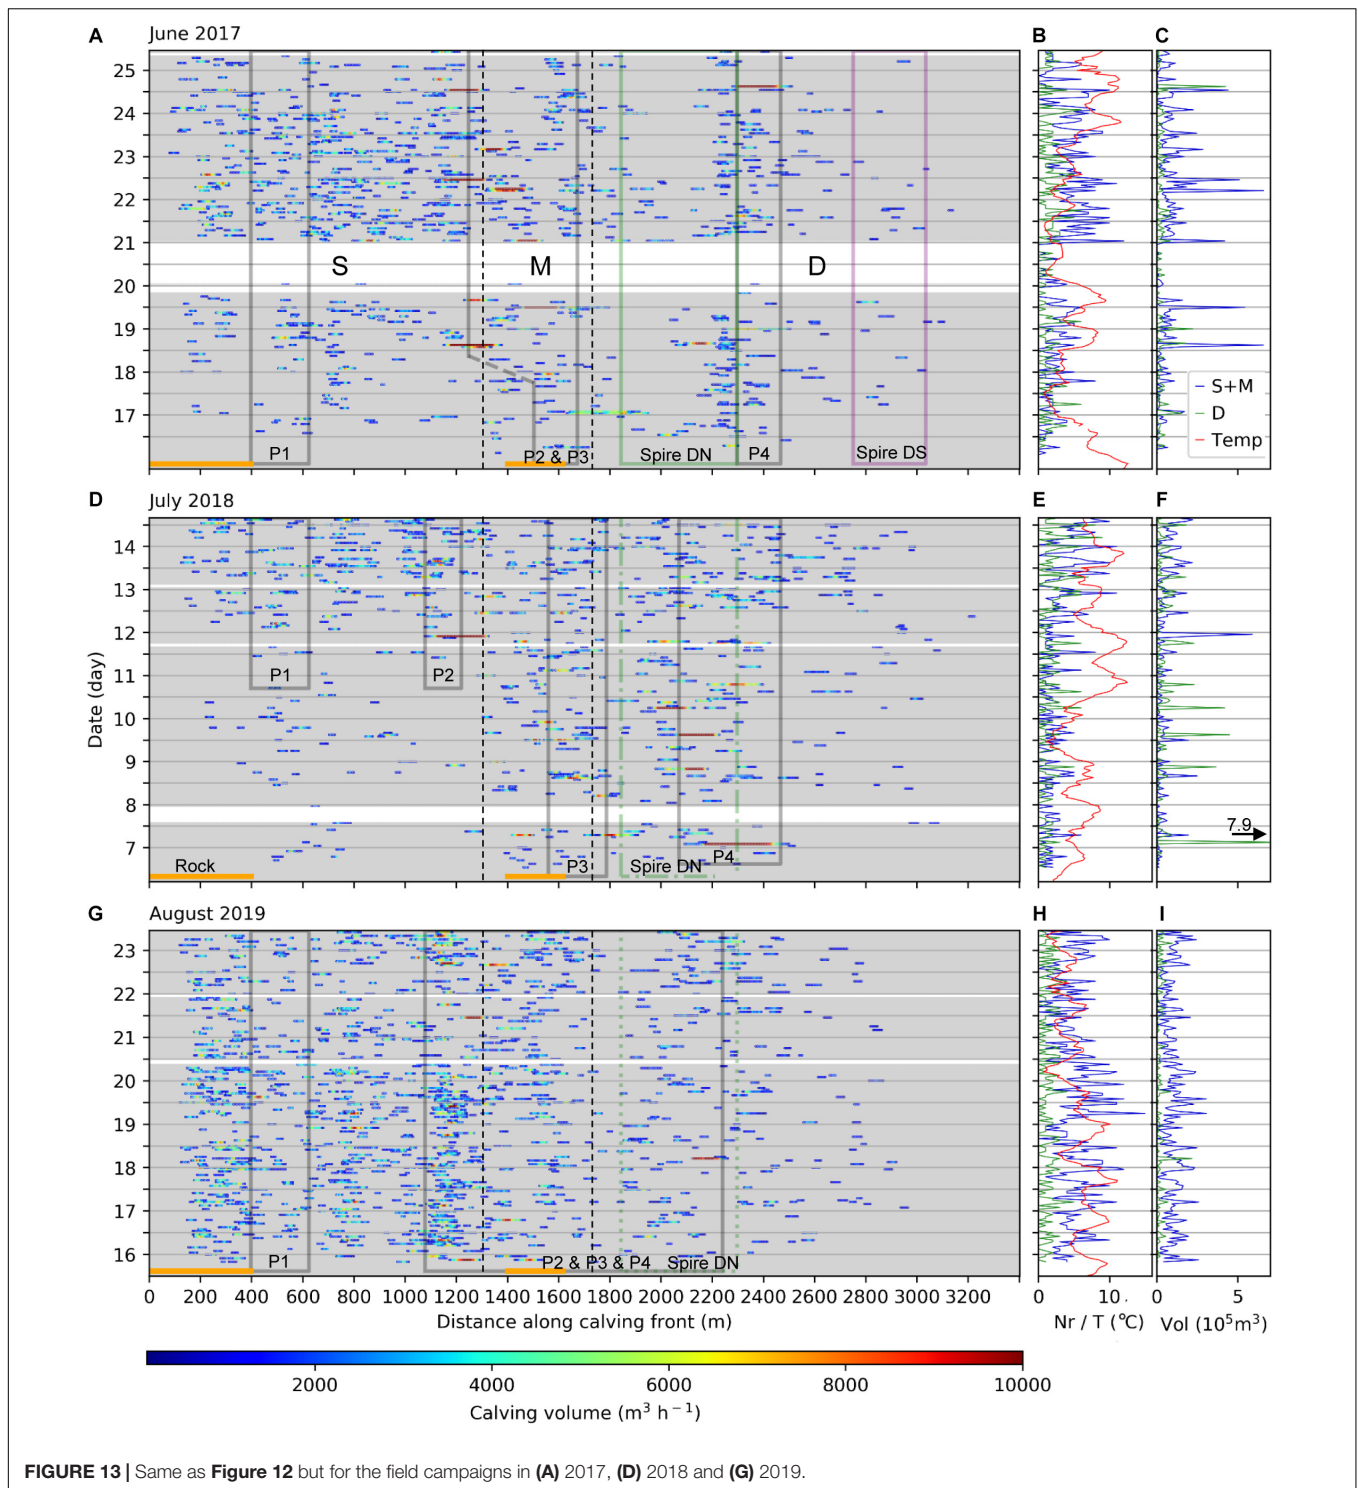 A June 2017 B C
25
24
23
22
21
20
19
18
17
S M D
S+M
D
Temp
P1 P2 & P3 Spire DN P4 Spire DS
D July 2018 E F
14
13
12
11
10
9
8
7
P1 P2
7.9
Rock P3 Spire DN P4
Date (day)
G August 2019 H I
23
22
21
20
19
18
17
16
P1 P2 & P3 & P4 Spire DN
0 200 400 600 800 1000 1200 1400 1600 1800 2000 2200 2400 2600 2800 3000 3200 0 10 0 5
Distance along calving front (m) Nr / T (°C) Vol (10⁵m³)
2000 4000 6000 8000 10000
Calving volume (m³ h⁻¹)
FIGURE 13 | Same as Figure 12 but for the field campaigns in (A) 2017, (D) 2018 and (G) 2019.